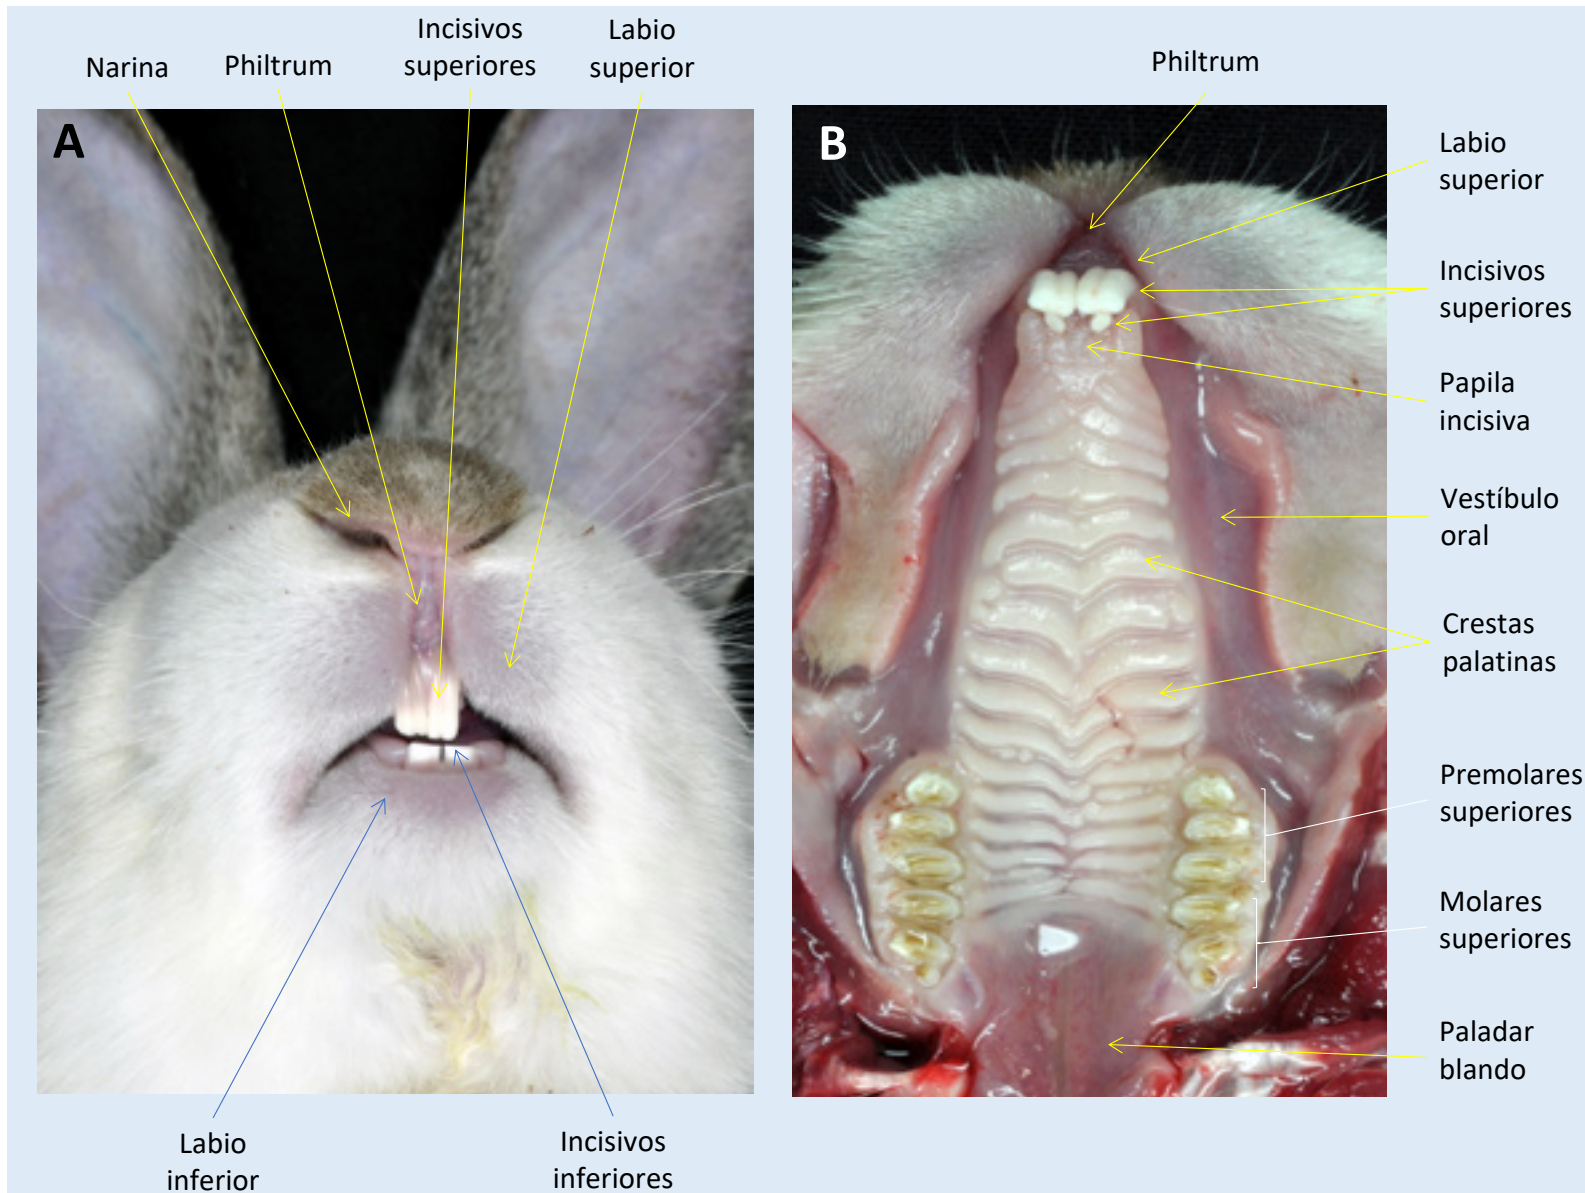 Narina
Philtrum
Incisivos
superiores
Labio
superior
A
Labio
inferior
Incisivos
inferiores
Philtrum
B
Labio
superior
Incisivos
superiores
Papila
incisiva
Vestíbulo
oral
Crestas
palatinas
Premolares
superiores
Molares
superiores
Paladar
blando